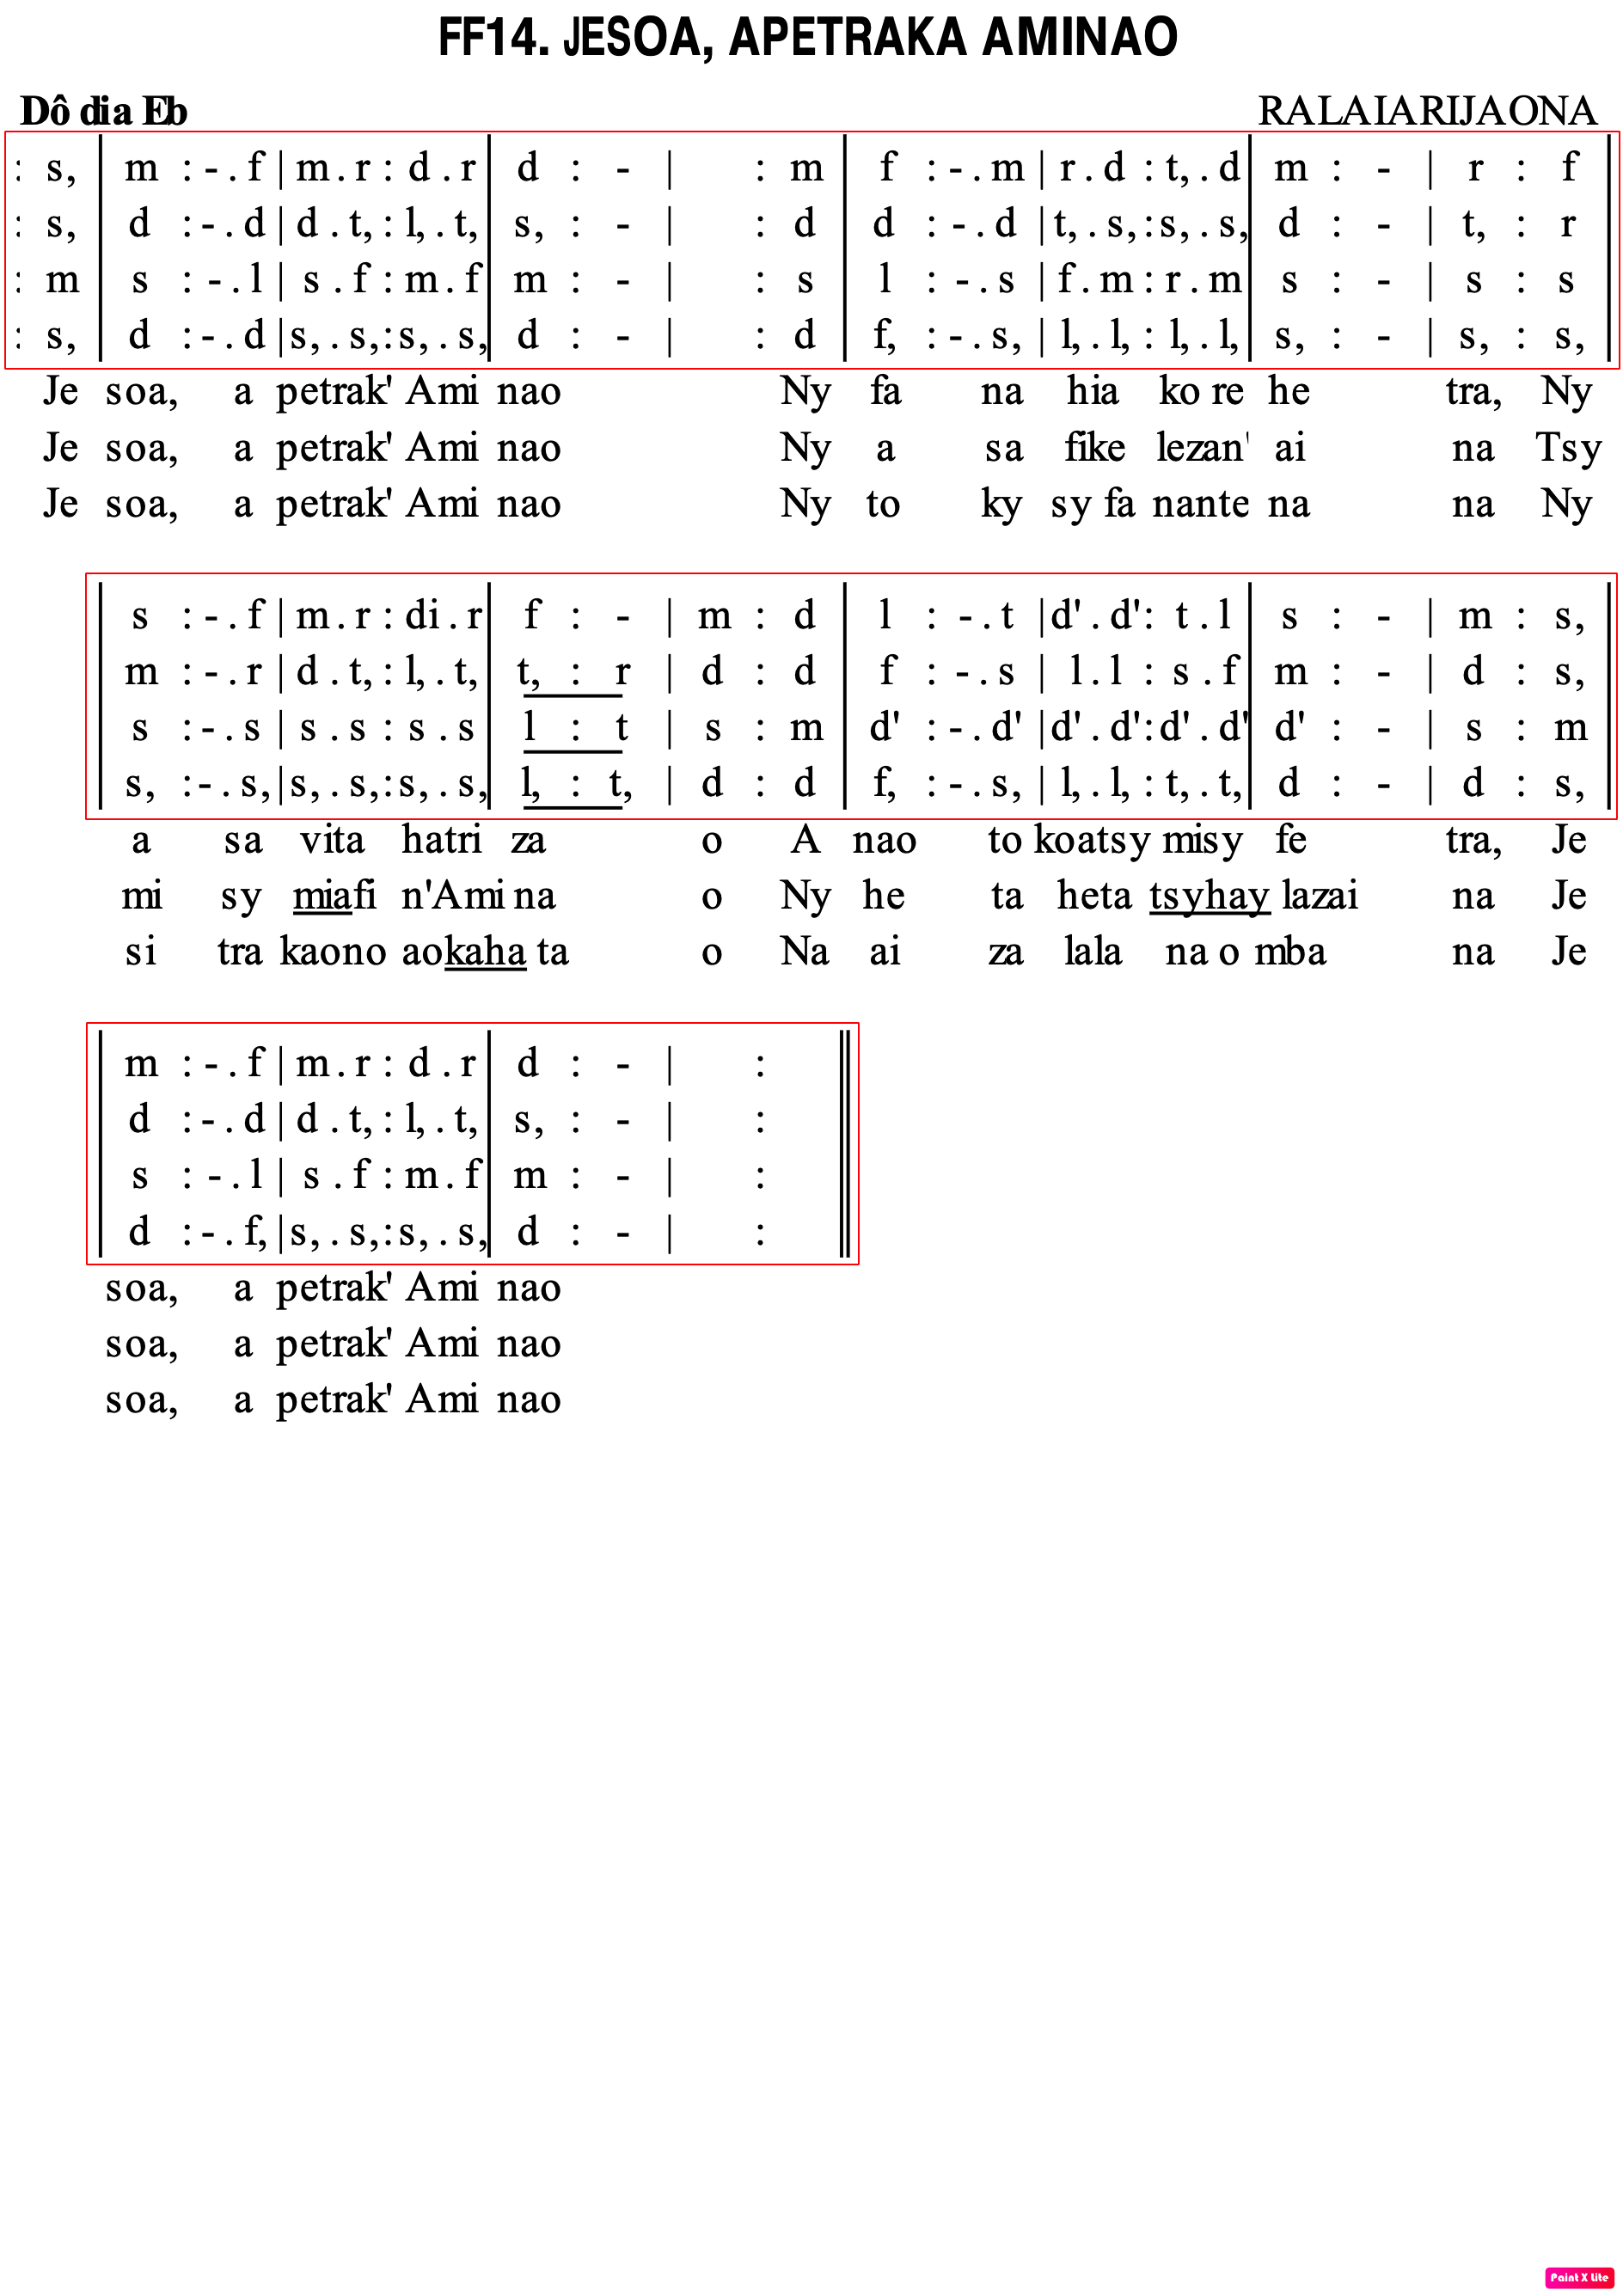 FF14. JESOA, APETRAKA AMINAO
Dô dia Eb RALAIARIJAONA
: s, | m :-.f | m.r:d.r | d : - | : m | f :-.m | r.d:t,.d | m : - | r : f |
: s, | d :-.d | d.t,:l,.t, | s, : - | : d | d :-.d | t,.s,:s,.s, | d : - | t, : r |
: m | s :-.l | s.f:m.f | m : - | : s | l :-.s | f.m:r.m | s : - | s : s |
: s, | d :-.d | s,.s,:s,.s, | d : - | : d | f, :-.s, | l,.l,:l,.l, | s, : - | s, : s, |
Je soa, a petrak' Ami nao Ny fa na hia ko re he tra, Ny
Je soa, a petrak' Ami nao Ny a sa fike lezan' ai na Tsy
Je soa, a petrak' Ami nao Ny to ky sy fa nante na na Ny
| s :-.f | m.r:di.r | f : - | m : d | l :-.t | d'.d':t.l | s : - | m : s, |
| m :-.r | d.t,:l,.t, | t, : r | d : d | f :-.s | l.l:s.f | m : - | d : s, |
| s :-.s | s.s:s.s | l : t | s : m | d' :-.d' | d'.d':d'.d' | d' : - | s : m |
| s, :-.s, | s,.s,:s,.s, | l, : t, | d : d | f, :-.s, | l,.l,:t,.t, | d : - | d : s, |
a sa vita hatri za o A nao to koatsy misy fe tra, Je
mi sy miafi n'Ami na o Ny he ta heta tsyhay lazai na Je
si tra kaono aokaha ta o Na ai za lala na o mba na Je
| m :-.f | m.r:d.r | d : - | : ||
| d :-.d | d.t,:l,.t, | s, : - | : ||
| s :-.l | s.f:m.f | m : - | : ||
| d :-.f, | s,.s,:s,.s, | d : - | : ||
soa, a petrak' Ami nao
soa, a petrak' Ami nao
soa, a petrak' Ami nao
Paint X Lite